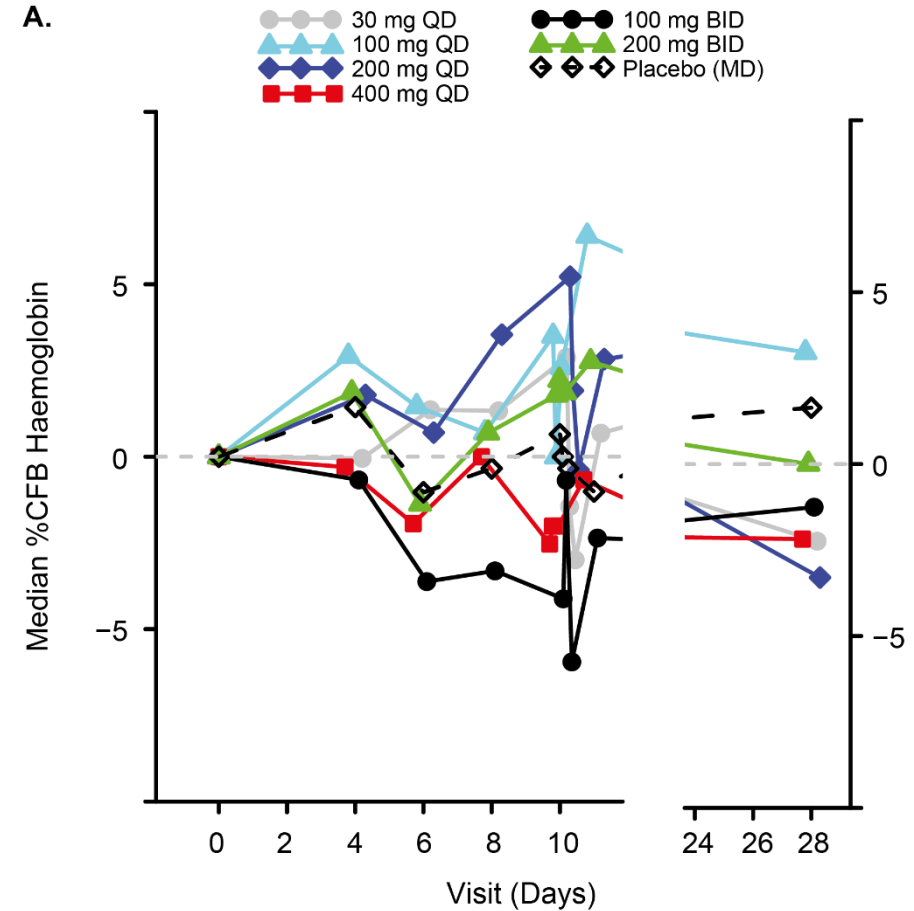 A.
30 mg QD
100 mg QD
200 mg QD
400 mg QD
100 mg BID
200 mg BID
Placebo (MD)
Median %CFB Haemoglobin
5
0
−5
5
0
−5
0 2 4 6 8 10 24 26 28
Visit (Days)